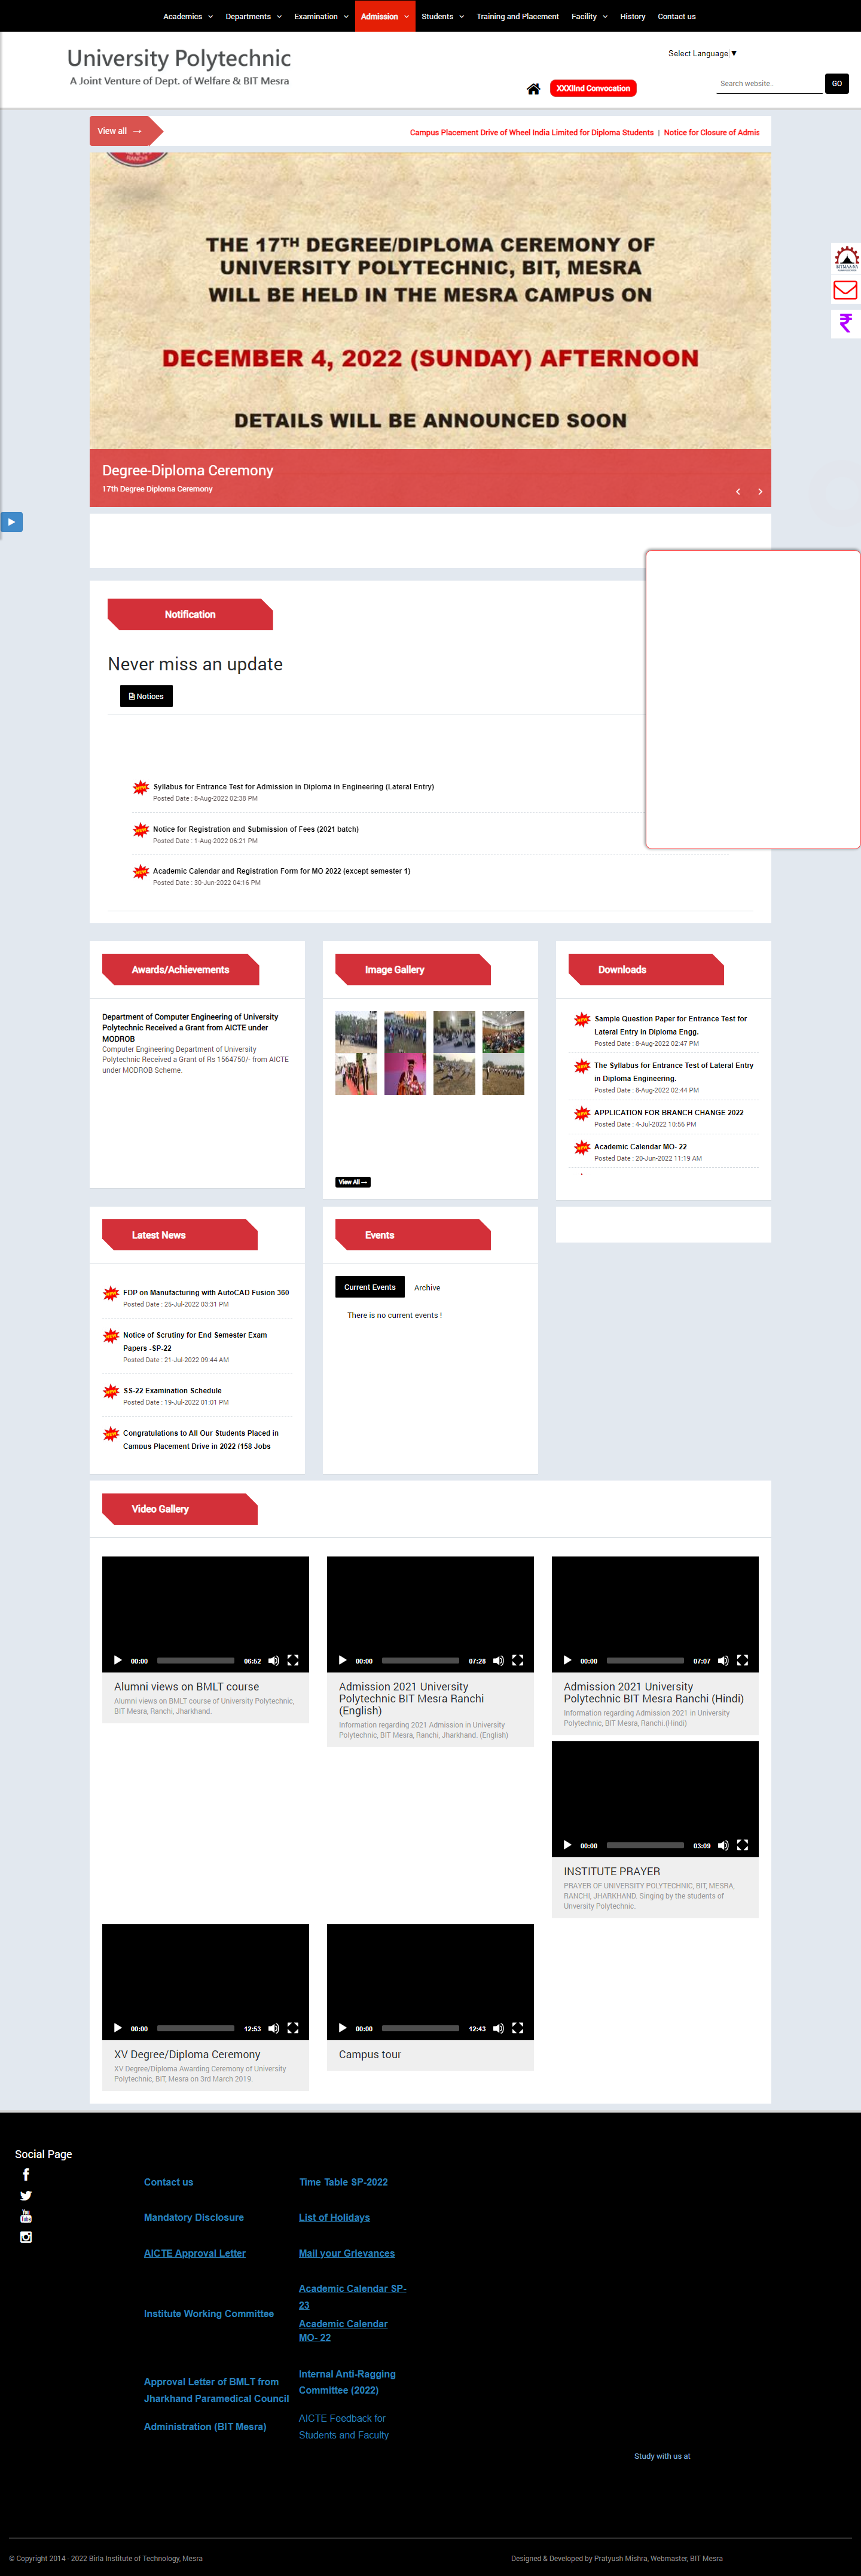 Academics
Departments
Examination
Admission
Students
Training and Placement
Facility
History
Contact us
University Polytechnic
A Joint Venture of Dept. of Welfare & BIT Mesra
Select Language ▼
XXXIInd Convocation
Search website..
GO
View all →
Campus Placement Drive of Wheel India Limited for Diploma Students | Notice for Closure of Admis
RANCHI
THE 17TH DEGREE/DIPLOMA CEREMONY OF
UNIVERSITY POLYTECHNIC, BIT, MESRA
WILL BE HELD IN THE MESRA CAMPUS ON
DECEMBER 4, 2022 (SUNDAY) AFTERNOON
DETAILS WILL BE ANNOUNCED SOON
Degree-Diploma Ceremony
17th Degree Diploma Ceremony
Notification
Never miss an update
Notices
Syllabus for Entrance Test for Admission in Diploma in Engineering (Lateral Entry)
Posted Date : 8-Aug-2022 02:38 PM
Notice for Registration and Submission of Fees (2021 batch)
Posted Date : 1-Aug-2022 06:21 PM
Academic Calendar and Registration Form for MO 2022 (except semester 1)
Posted Date : 30-Jun-2022 04:16 PM
Awards/Achievements
Department of Computer Engineering of University
Polytechnic Received a Grant from AICTE under
MODROB
Computer Engineering Department of University
Polytechnic Received a Grant of Rs 1564750/- from AICTE
under MODROB Scheme.
Image Gallery
View All →
Downloads
Sample Question Paper for Entrance Test for
Lateral Entry in Diploma Engg.
Posted Date : 8-Aug-2022 02:47 PM
The Syllabus for Entrance Test of Lateral Entry
in Diploma Engineering.
Posted Date : 8-Aug-2022 02:44 PM
APPLICATION FOR BRANCH CHANGE 2022
Posted Date : 4-Jul-2022 10:56 PM
Academic Calendar MO- 22
Posted Date : 20-Jun-2022 11:19 AM
Latest News
FDP on Manufacturing with AutoCAD Fusion 360
Posted Date : 25-Jul-2022 03:31 PM
Notice of Scrutiny for End Semester Exam
Papers -SP-22
Posted Date : 21-Jul-2022 09:44 AM
SS-22 Examination Schedule
Posted Date : 19-Jul-2022 01:01 PM
Congratulations to All Our Students Placed in
Campus Placement Drive in 2022 (158 Jobs
Events
Current Events
Archive
There is no current events !
Video Gallery
00:00 06:52
Alumni views on BMLT course
Alumni views on BMLT course of University Polytechnic,
BIT Mesra, Ranchi, Jharkhand.
00:00 07:28
Admission 2021 University
Polytechnic BIT Mesra Ranchi
(English)
Information regarding 2021 Admission in University
Polytechnic, BIT Mesra, Ranchi, Jharkhand. (English)
00:00 07:07
Admission 2021 University
Polytechnic BIT Mesra Ranchi (Hindi)
Information regarding Admission 2021 in University
Polytechnic, BIT Mesra, Ranchi.(Hindi)
00:00 03:09
INSTITUTE PRAYER
PRAYER OF UNIVERSITY POLYTECHNIC, BIT, MESRA,
RANCHI, JHARKHAND. Singing by the students of
Unversity Polytechnic.
00:00 12:53
XV Degree/Diploma Ceremony
XV Degree/Diploma Awarding Ceremony of University
Polytechnic, BIT, Mesra on 3rd March 2019.
00:00 12:43
Campus tour
Social Page
Contact us
Mandatory Disclosure
AICTE Approval Letter
Institute Working Committee
Approval Letter of BMLT from
Jharkhand Paramedical Council
Administration (BIT Mesra)
Time Table SP-2022
List of Holidays
Mail your Grievances
Academic Calendar SP-
23
Academic Calendar
MO- 22
Internal Anti-Ragging
Committee (2022)
AICTE Feedback for
Students and Faculty
Study with us at
© Copyright 2014 - 2022 Birla Institute of Technology, Mesra
Designed & Developed by Pratyush Mishra, Webmaster, BIT Mesra